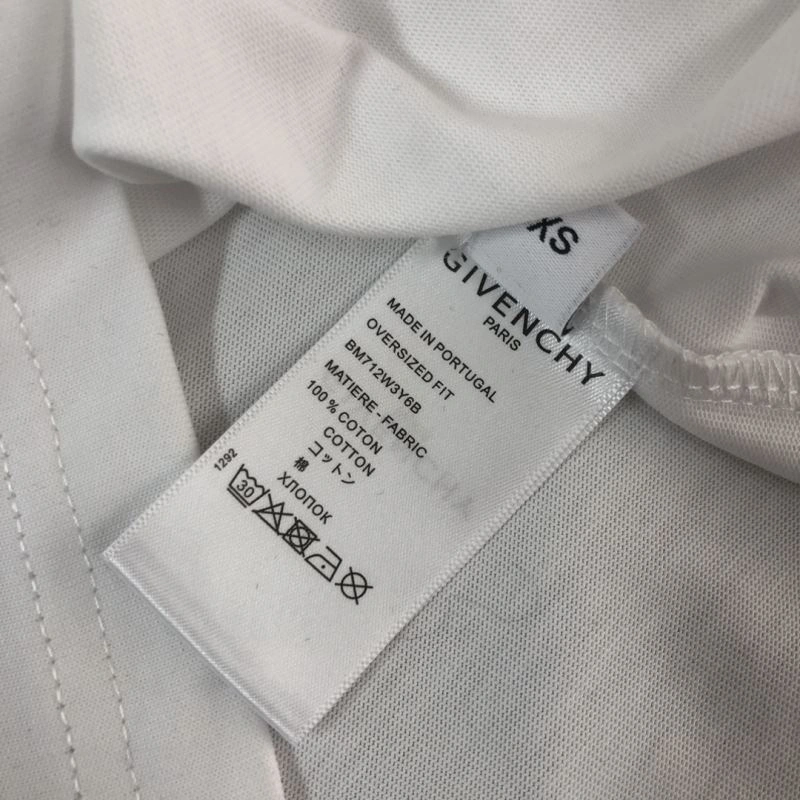 XS
GIVENCHY
PARIS
MADE IN PORTUGAL
OVERSIZED FIT
BM712W3Y6B
MATIERE - FABRIC
100 % COTON
COTTON
コットン
棉
ХЛОПОК
1292
30